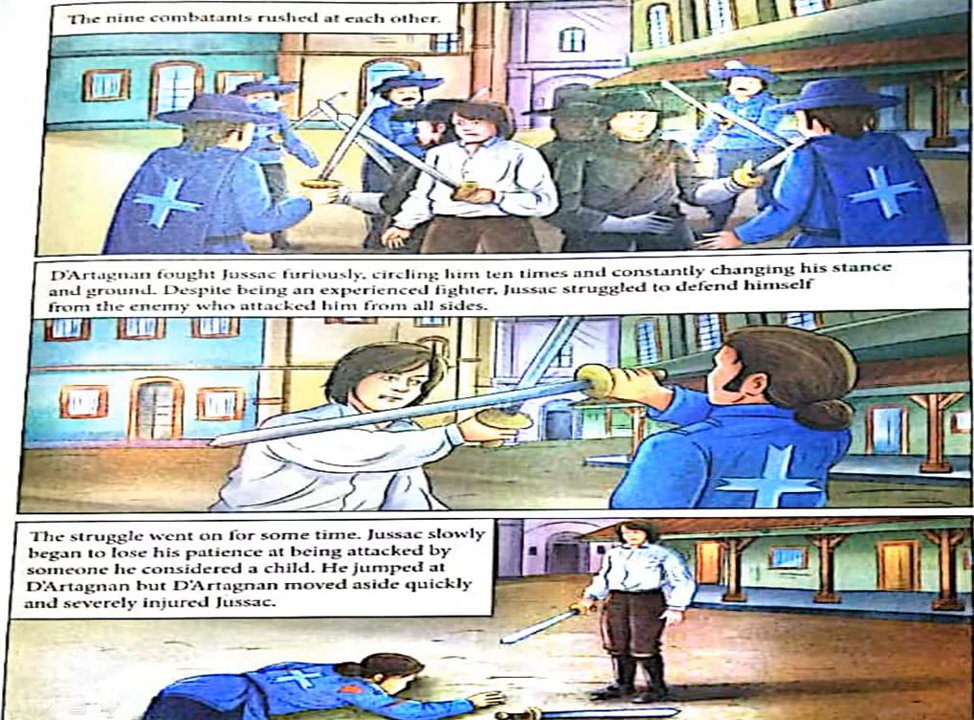 The nine combatants rushed at each other.
D'Artagnan fought Jussac furiously, circling him ten times and constantly changing his stance
and ground. Despite being an experienced fighter, Jussac struggled to defend himself
from the enemy who attacked him from all sides.
The struggle went on for some time. Jussac slowly
began to lose his patience at being attacked by
someone he considered a child. He jumped at
D'Artagnan but D'Artagnan moved aside quickly
and severely injured Jussac.